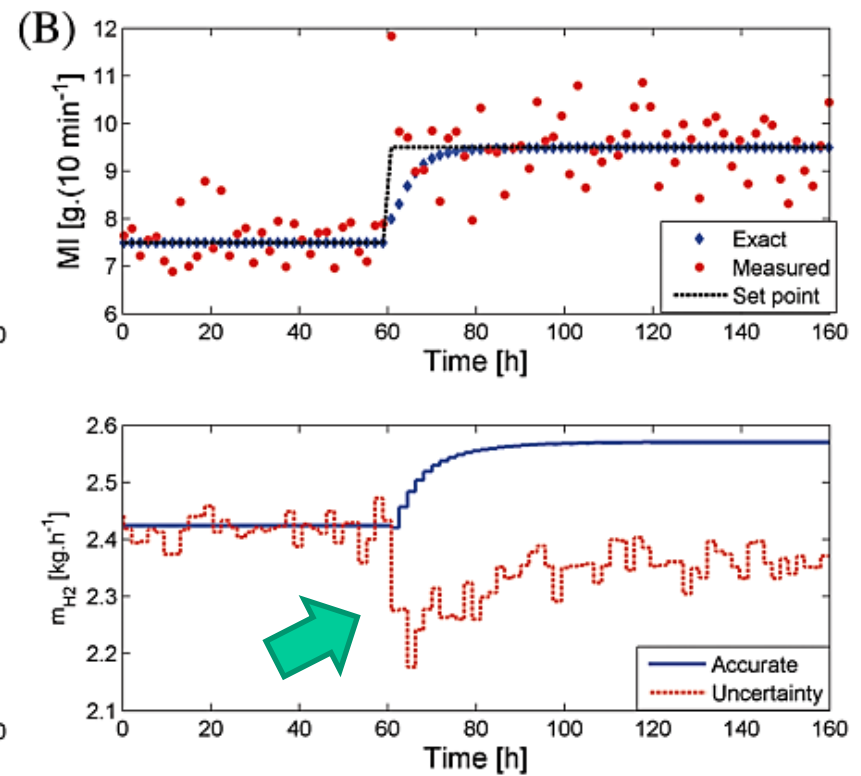 (B)
12
11
10
9
8
7
6
MI [g.(10 min⁻¹)]
Exact
Measured
Set point
0 20 40 60 80 100 120 140 160
Time [h]
0
2.6
2.5
2.4
2.3
2.2
2.1
mH2 [kg.h⁻¹]
Accurate
Uncertainty
0 20 40 60 80 100 120 140 160
Time [h]
0